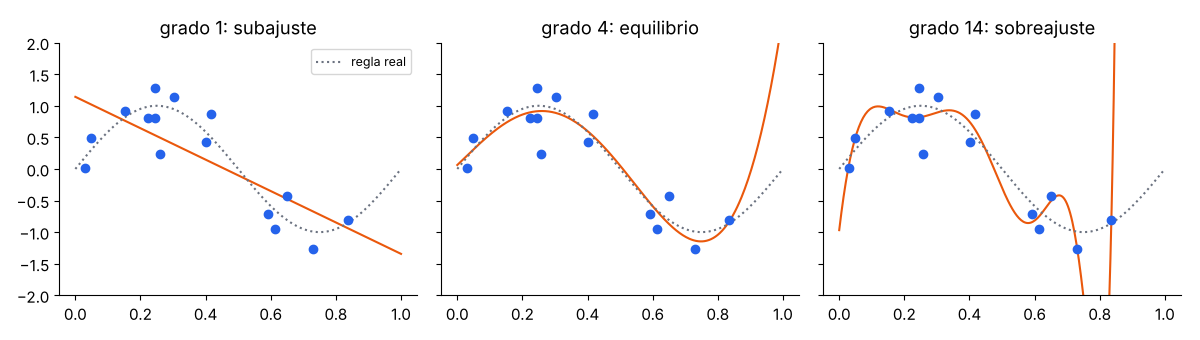 grado 1: subajuste
grado 4: equilibrio
grado 14: sobreajuste
regla real
2.0
1.5
1.0
0.5
0.0
−0.5
−1.0
−1.5
−2.0
0.0 0.2 0.4 0.6 0.8 1.0
0.0 0.2 0.4 0.6 0.8 1.0
0.0 0.2 0.4 0.6 0.8 1.0